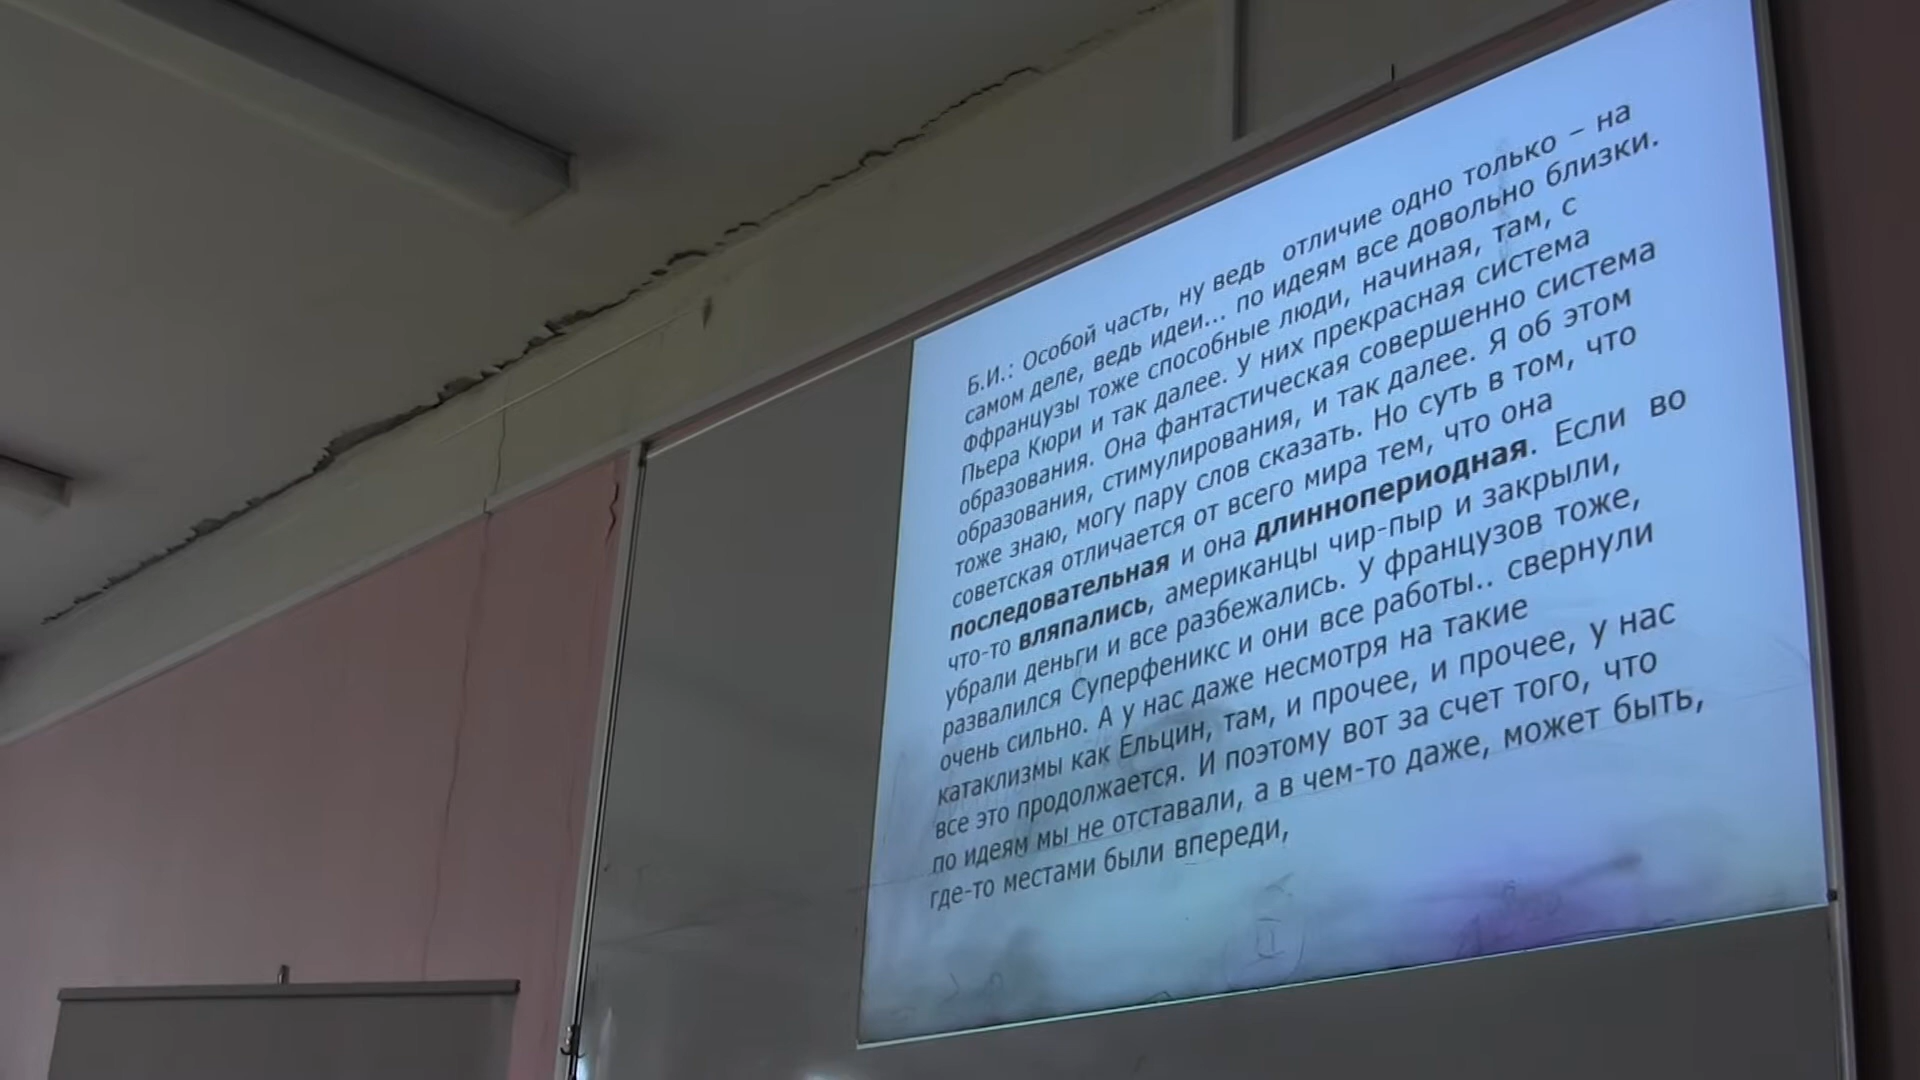 Б.И.: Особой часть, ну ведь отличие одно только – на
самом деле, ведь идеи... по идеям все довольно близки.
Ффранцузы тоже способные люди, начиная, там, с
Пьера Кюри и так далее. У них прекрасная система
образования. Она фантастическая совершенно система
образования, стимулирования, и так далее. Я об этом
тоже знаю, могу пару слов сказать. Но суть в том, что
советская отличается от всего мира тем, что она
последовательная и она длиннопериодная. Если во
что-то вляпались, американцы чир-пыр и закрыли,
убрали деньги и все разбежались. У французов тоже,
развалился Суперфеникс и они все работы.. свернули
очень сильно. А у нас даже несмотря на такие
катаклизмы как Ельцин, там, и прочее, и прочее, у нас
все это продолжается. И поэтому вот за счет того, что
по идеям мы не отставали, а в чем-то даже, может быть,
где-то местами были впереди,